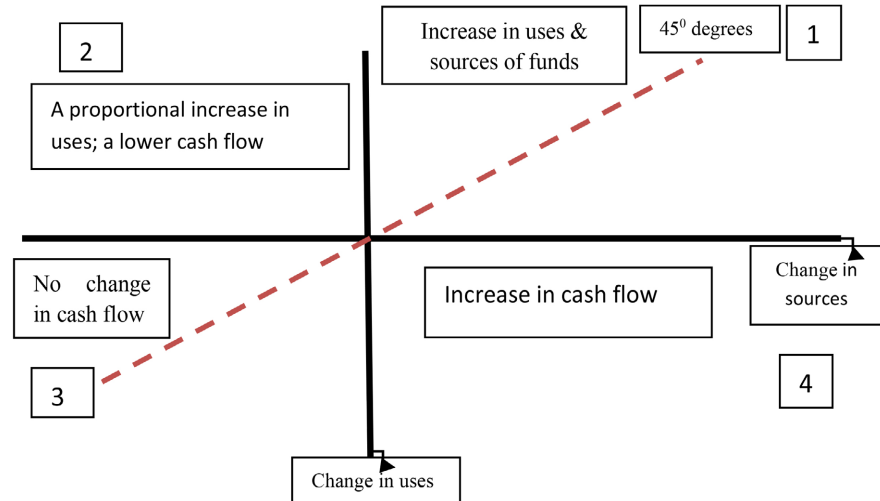 2
Increase in uses &
sources of funds
45⁰ degrees
1
A proportional increase in
uses; a lower cash flow
No change
in cash flow
Increase in cash flow
Change in
sources
3
4
Change in uses